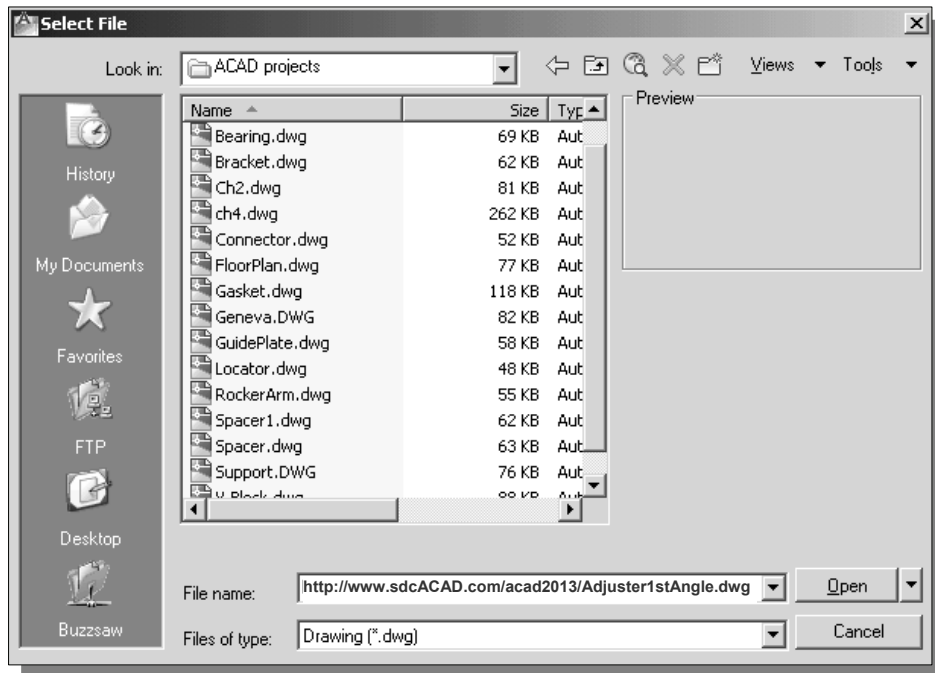 Select File
Look in: ACAD projects Views Tools
Name Size Typ Preview
Bearing.dwg 69 KB Aut
Bracket.dwg 62 KB Aut
Ch2.dwg 81 KB Aut
ch4.dwg 262 KB Aut
Connector.dwg 52 KB Aut
FloorPlan.dwg 77 KB Aut
Gasket.dwg 118 KB Aut
Geneva.DWG 82 KB Aut
GuidePlate.dwg 58 KB Aut
Locator.dwg 48 KB Aut
RockerArm.dwg 55 KB Aut
Spacer1.dwg 62 KB Aut
Spacer.dwg 63 KB Aut
Support.DWG 76 KB Aut
History
My Documents
Favorites
FTP
Desktop
Buzzsaw
File name: http://www.sdcACAD.com/acad2013/Adjuster1stAngle.dwg Open
Files of type: Drawing (*.dwg) Cancel